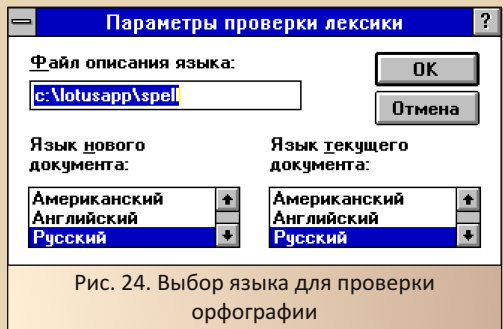 Параметры проверки лексики ?
Файл описания языка:
OK
c:\lotusapp\spell
Отмена
Язык нового
документа:
Язык текущего
документа:
Американский
Английский
Русский
Американский
Английский
Русский
Рис. 24. Выбор языка для проверки
орфографии